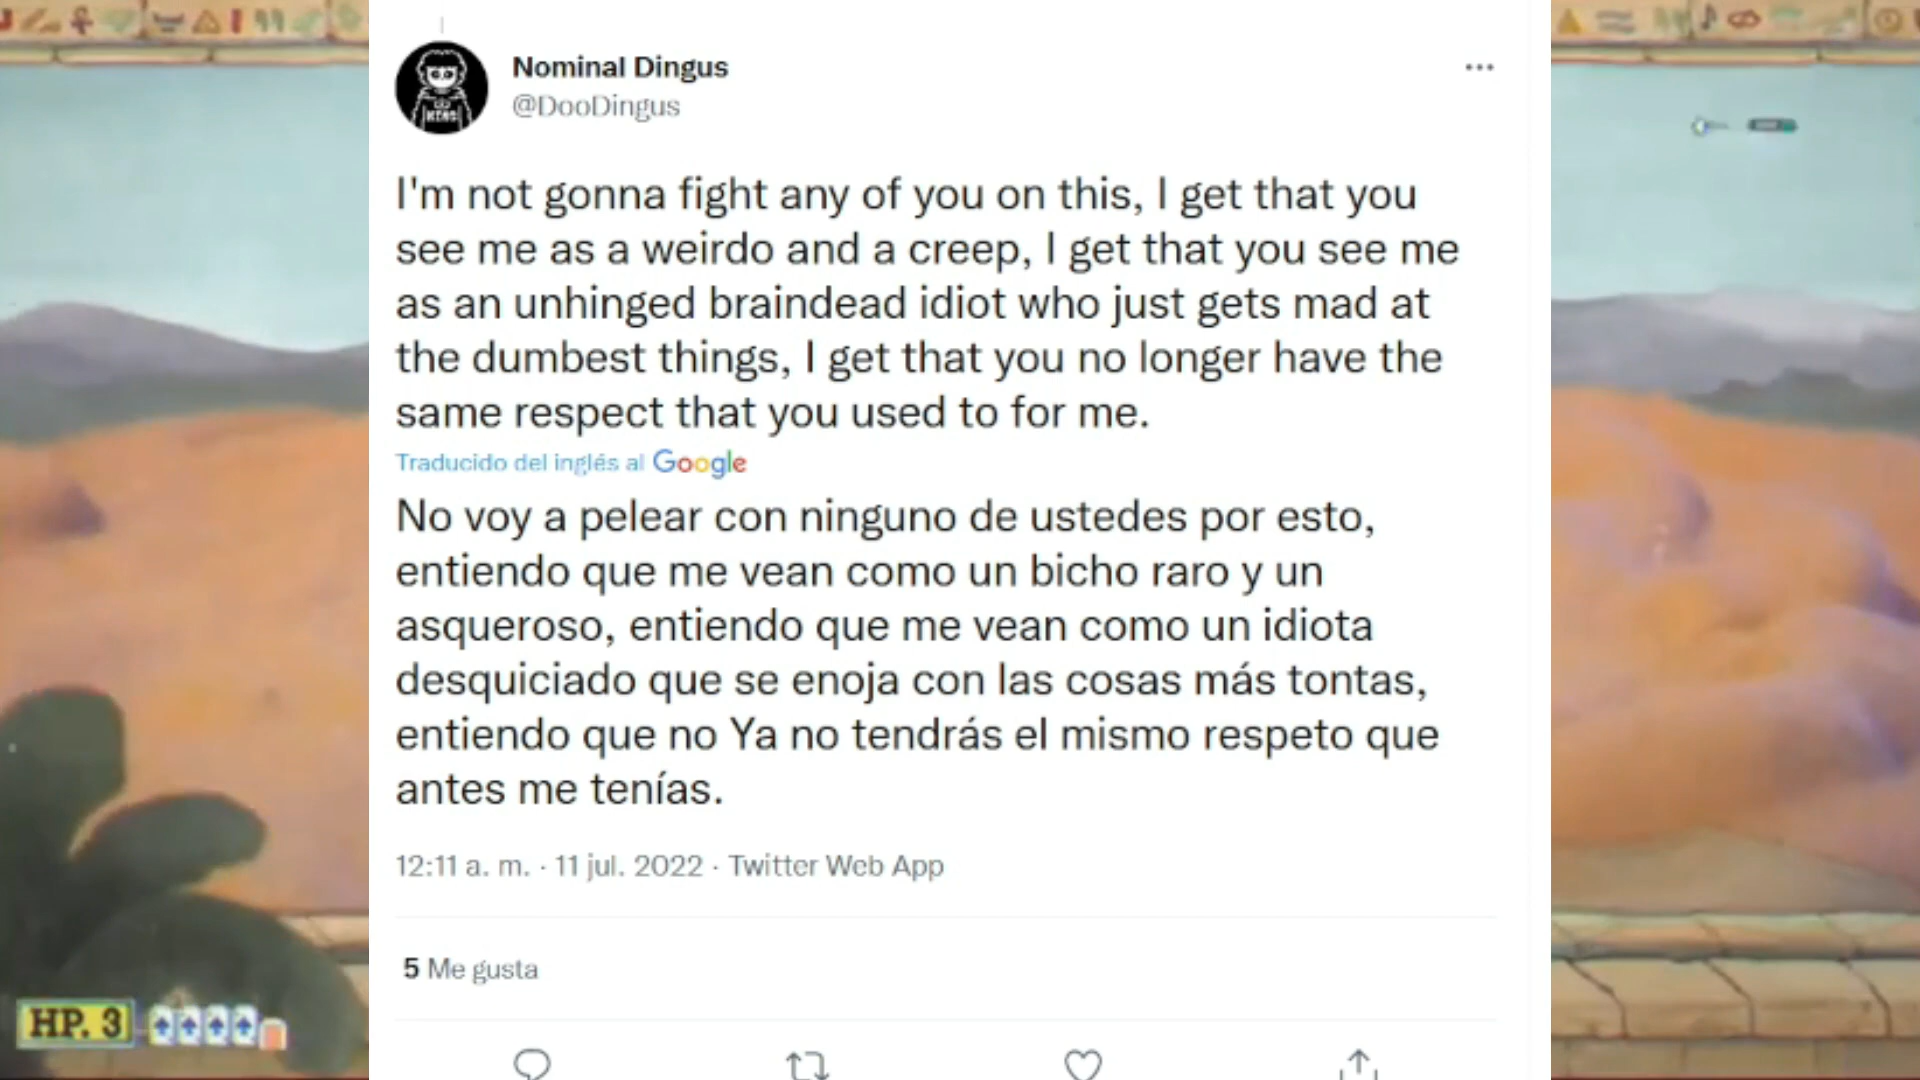 Nominal Dingus
@DooDingus
I'm not gonna fight any of you on this, I get that you
see me as a weirdo and a creep, I get that you see me
as an unhinged braindead idiot who just gets mad at
the dumbest things, I get that you no longer have the
same respect that you used to for me.
Traducido del inglés al Google
No voy a pelear con ninguno de ustedes por esto,
entiendo que me vean como un bicho raro y un
asqueroso, entiendo que me vean como un idiota
desquiciado que se enoja con las cosas más tontas,
entiendo que no Ya no tendrás el mismo respeto que
antes me tenías.
12:11 a. m. · 11 jul. 2022 · Twitter Web App
5 Me gusta
HP. 3